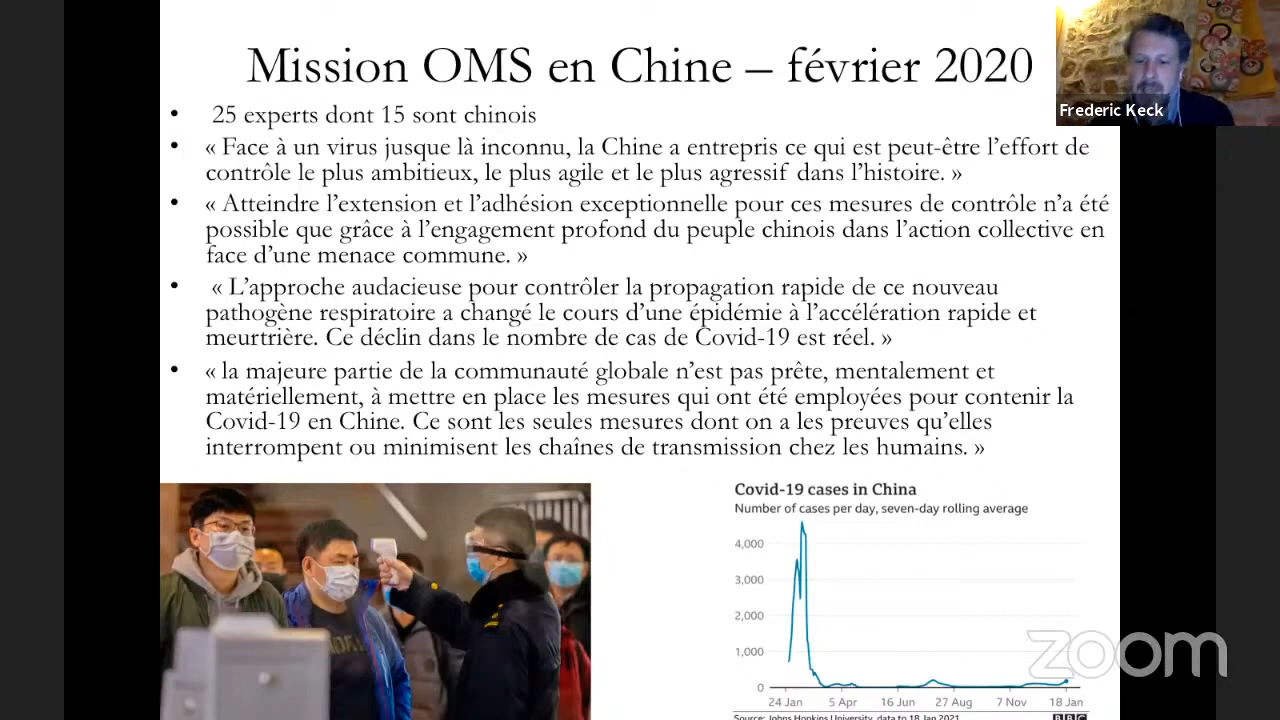 Mission OMS en Chine – février 2020
Frederic Keck
• 25 experts dont 15 sont chinois
• « Face à un virus jusque là inconnu, la Chine a entrepris ce qui est peut-être l’effort de
contrôle le plus ambitieux, le plus agile et le plus agressif dans l’histoire. »
• « Atteindre l’extension et l’adhésion exceptionnelle pour ces mesures de contrôle n’a été
possible que grâce à l’engagement profond du peuple chinois dans l’action collective en
face d’une menace commune. »
• « L’approche audacieuse pour contrôler la propagation rapide de ce nouveau
pathogène respiratoire a changé le cours d’une épidémie à l’accélération rapide et
meurtrière. Ce déclin dans le nombre de cas de Covid-19 est réel. »
• « la majeure partie de la communauté globale n’est pas prête, mentalement et
matériellement, à mettre en place les mesures qui ont été employées pour contenir la
Covid-19 en Chine. Ce sont les seules mesures dont on a les preuves qu’elles
interrompent ou minimisent les chaînes de transmission chez les humains. »
Covid-19 cases in China
Number of cases per day, seven-day rolling average
4,000
3,000
2,000
1,000
0
24 Jan 5 Apr 16 Jun 27 Aug 7 Nov 18 Jan
Source: Johns Hopkins University, data to 18 Jan 2021
BBC
zoom